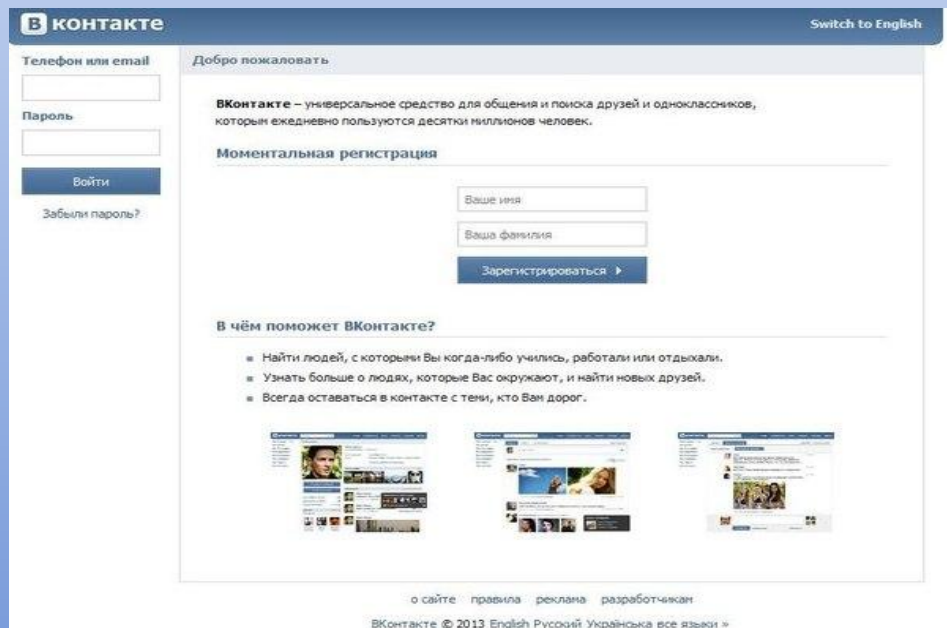 В контакте
Switch to English
Телефон или email
Пароль
Войти
Забыли пароль?
Добро пожаловать
ВКонтакте – универсальное средство для общения и поиска друзей и одноклассников,
которым ежедневно пользуются десятки миллионов человек.
Моментальная регистрация
Ваше имя
Ваша фамилия
Зарегистрироваться
В чём поможет ВКонтакте?
Найти людей, с которыми Вы когда-либо учились, работали или отдыхали.
Узнать больше о людях, которые Вас окружают, и найти новых друзей.
Всегда оставаться в контакте с теми, кто Вам дорог.
о сайте правила реклама разработчикам
ВКонтакте © 2013 English Русский Українська все языки »